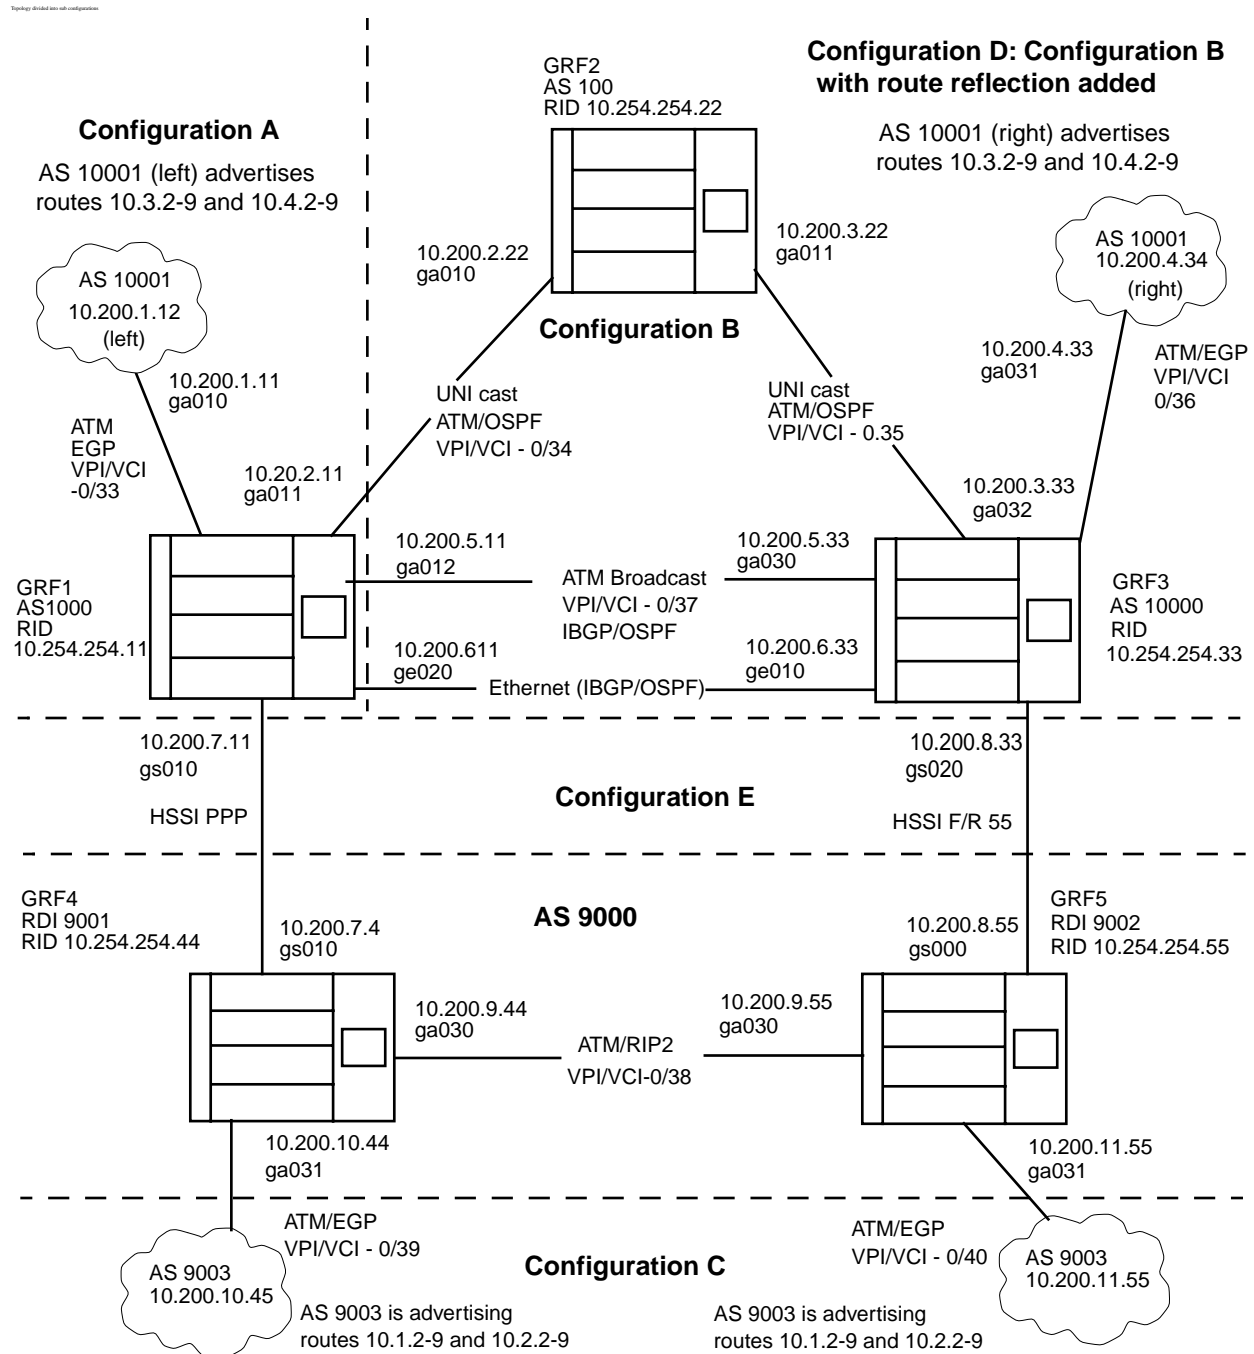 Topology divided into sub configurations
Configuration D: Configuration B
with route reflection added
GRF2
AS 100
RID 10.254.254.22
Configuration A
AS 10001 (left) advertises
routes 10.3.2-9 and 10.4.2-9
AS 10001 (right) advertises
routes 10.3.2-9 and 10.4.2-9
10.200.2.22
ga010
10.200.3.22
ga011
AS 10001
10.200.4.34
(right)
AS 10001
10.200.1.12
(left)
Configuration B
10.200.4.33
ga031
ATM/EGP
VPI/VCI
0/36
10.200.1.11
ga010
UNI cast
ATM/OSPF
VPI/VCI - 0/34
UNI cast
ATM/OSPF
VPI/VCI - 0.35
ATM
EGP
VPI/VCI
-0/33
10.20.2.11
ga011
10.200.3.33
ga032
10.200.5.11
ga012
ATM Broadcast
VPI/VCI - 0/37
IBGP/OSPF
10.200.5.33
ga030
GRF1
AS1000
RID
10.254.254.11
GRF3
AS 10000
RID
10.254.254.33
10.200.611
ge020
Ethernet (IBGP/OSPF)
10.200.6.33
ge010
10.200.7.11
gs010
10.200.8.33
gs020
Configuration E
HSSI PPP
HSSI F/R 55
GRF4
RDI 9001
RID 10.254.254.44
10.200.7.4
gs010
AS 9000
10.200.8.55
gs000
GRF5
RDI 9002
RID 10.254.254.55
10.200.9.44
ga030
ATM/RIP2
VPI/VCI-0/38
10.200.9.55
ga030
10.200.10.44
ga031
10.200.11.55
ga031
ATM/EGP
VPI/VCI - 0/39
ATM/EGP
VPI/VCI - 0/40
Configuration C
AS 9003
10.200.10.45
AS 9003
10.200.11.55
AS 9003 is advertising
routes 10.1.2-9 and 10.2.2-9
AS 9003 is advertising
routes 10.1.2-9 and 10.2.2-9